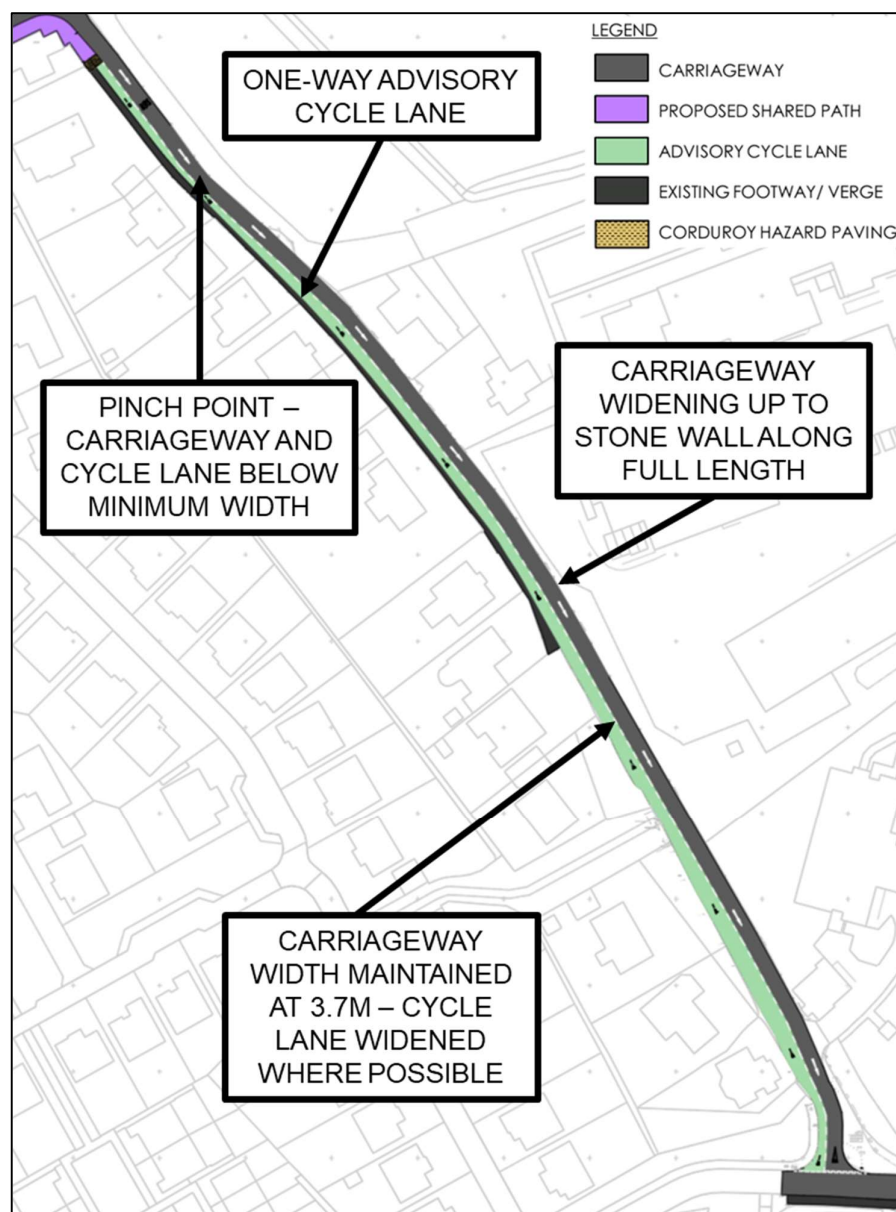 LEGEND
CARRIAGEWAY
PROPOSED SHARED PATH
ADVISORY CYCLE LANE
EXISTING FOOTWAY/ VERGE
CORDUROY HAZARD PAVING
ONE-WAY ADVISORY
CYCLE LANE
PINCH POINT –
CARRIAGEWAY AND
CYCLE LANE BELOW
MINIMUM WIDTH
CARRIAGEWAY
WIDENING UP TO
STONE WALL ALONG
FULL LENGTH
CARRIAGEWAY
WIDTH MAINTAINED
AT 3.7M – CYCLE
LANE WIDENED
WHERE POSSIBLE